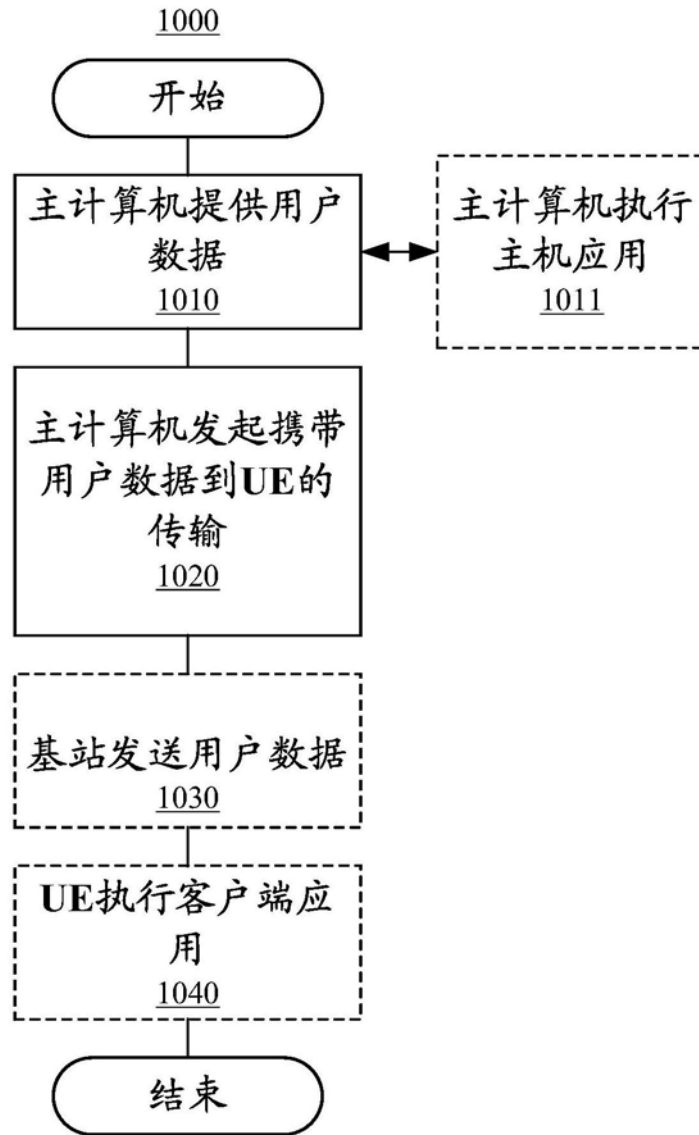 1000
开始
主计算机提供用户
数据
1010
主计算机执行
主机应用
1011
主计算机发起携带
用户数据到UE的
传输
1020
基站发送用户数据
1030
UE执行客户端应
用
1040
结束